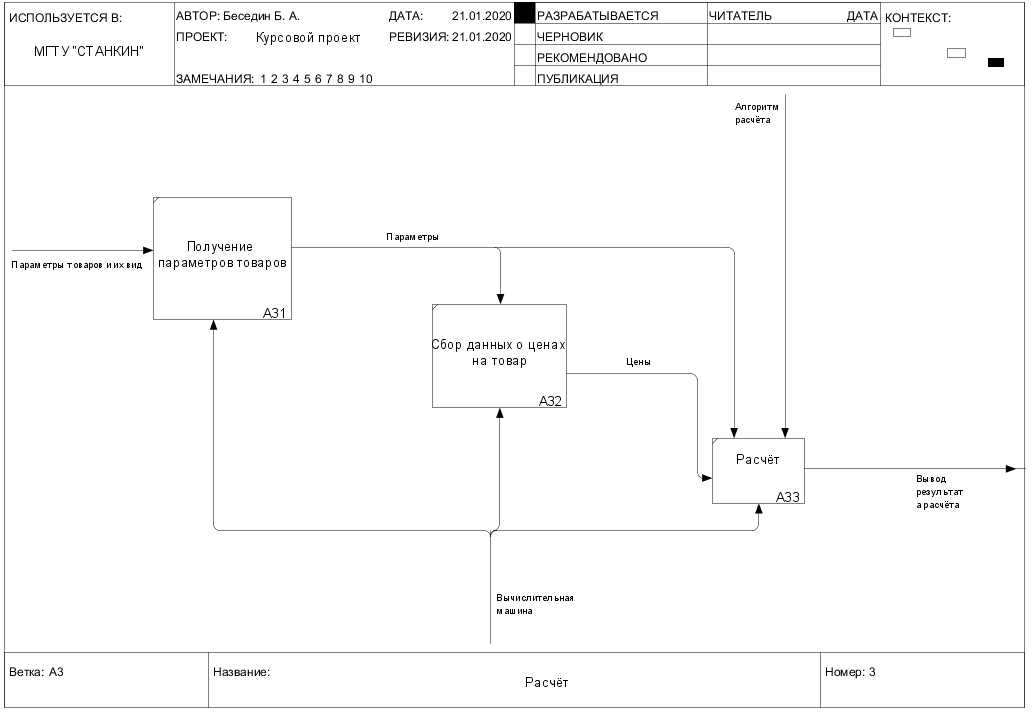 ИСПОЛЬЗУЕТСЯ В:
МГТУ "СТАНКИН"
АВТОР: Беседин Б. А.
ДАТА: 21.01.2020
ПРОЕКТ: Курсовой проект
РЕВИЗИЯ: 21.01.2020
ЗАМЕЧАНИЯ: 1 2 3 4 5 6 7 8 9 10
РАЗРАБАТЫВАЕТСЯ
ЧЕРНОВИК
РЕКОМЕНДОВАНО
ПУБЛИКАЦИЯ
ЧИТАТЕЛЬ ДАТА
КОНТЕКСТ:
Алгоритм
расчёта
Параметры товаров и их вид
Получение
параметров товаров
A31
Параметры
Сбор данных о ценах
на товар
A32
Цены
Расчёт
A33
Вывод
результат
а расчёта
Вычислительная
машина
Ветка: A3
Название:
Расчёт
Номер: 3